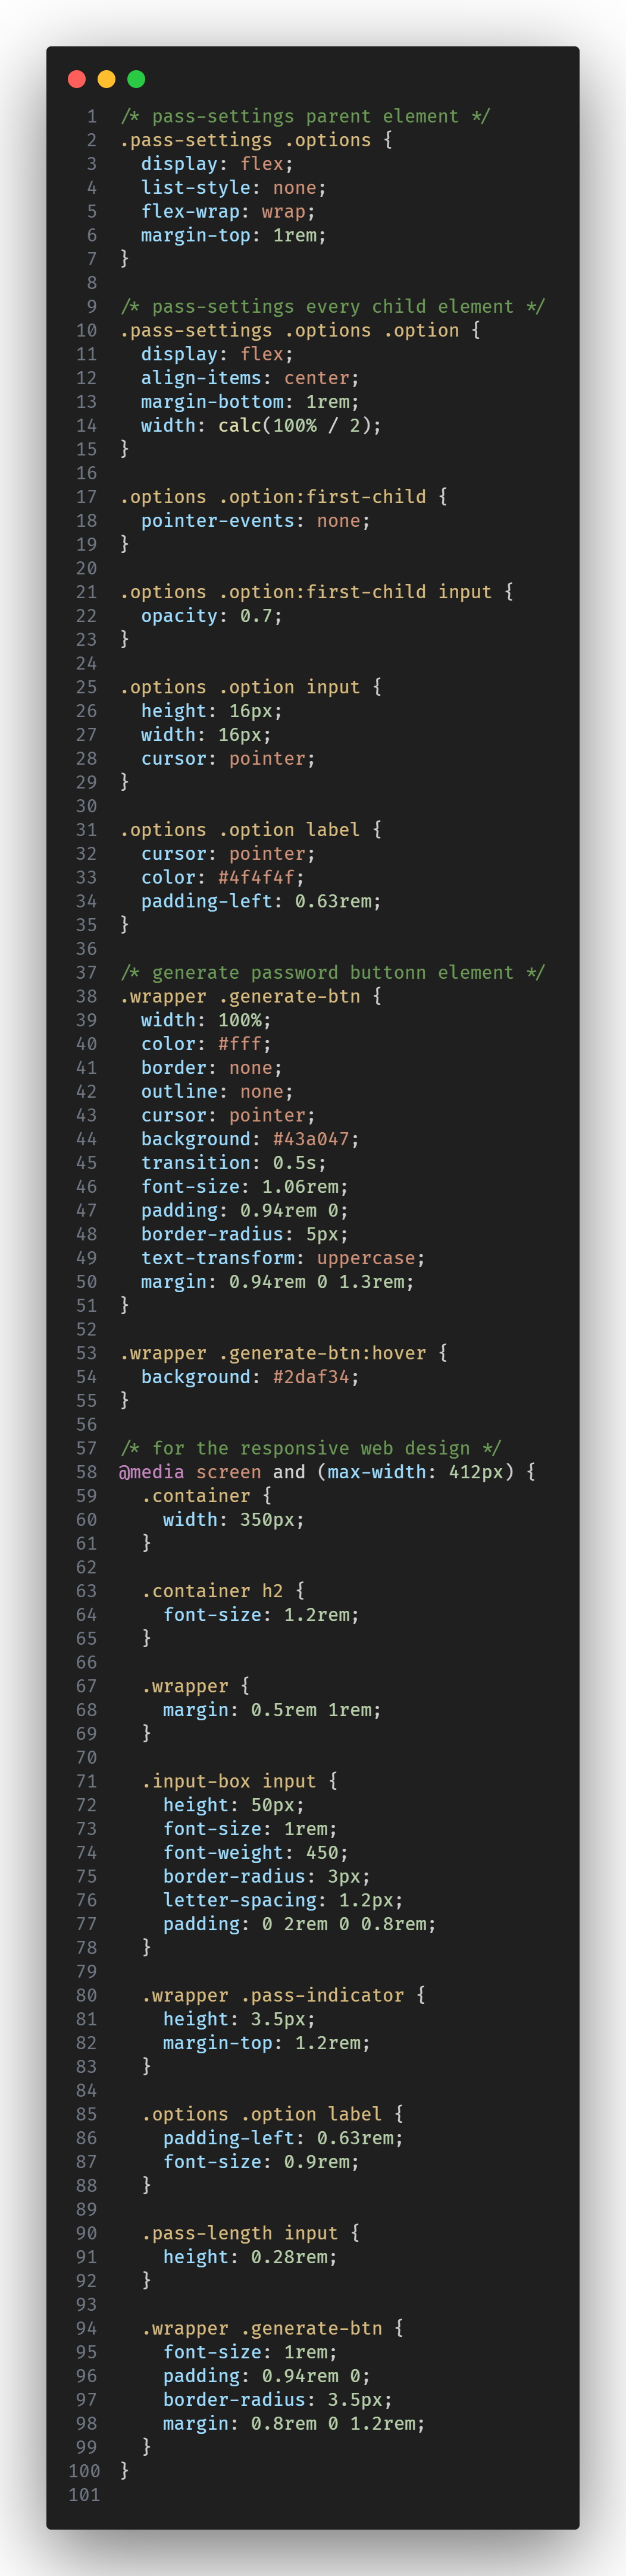 1 /* pass-settings parent element */
2 .pass-settings .options {
3   display: flex;
4   list-style: none;
5   flex-wrap: wrap;
6   margin-top: 1rem;
7 }
8
9 /* pass-settings every child element */
10 .pass-settings .options .option {
11   display: flex;
12   align-items: center;
13   margin-bottom: 1rem;
14   width: calc(100% / 2);
15 }
16
17 .options .option:first-child {
18   pointer-events: none;
19 }
20
21 .options .option:first-child input {
22   opacity: 0.7;
23 }
24
25 .options .option input {
26   height: 16px;
27   width: 16px;
28   cursor: pointer;
29 }
30
31 .options .option label {
32   cursor: pointer;
33   color: #4f4f4f;
34   padding-left: 0.63rem;
35 }
36
37 /* generate password buttonn element */
38 .wrapper .generate-btn {
39   width: 100%;
40   color: #fff;
41   border: none;
42   outline: none;
43   cursor: pointer;
44   background: #43a047;
45   transition: 0.5s;
46   font-size: 1.06rem;
47   padding: 0.94rem 0;
48   border-radius: 5px;
49   text-transform: uppercase;
50   margin: 0.94rem 0 1.3rem;
51 }
52
53 .wrapper .generate-btn:hover {
54   background: #2daf34;
55 }
56
57 /* for the responsive web design */
58 @media screen and (max-width: 412px) {
59   .container {
60     width: 350px;
61   }
62
63   .container h2 {
64     font-size: 1.2rem;
65   }
66
67   .wrapper {
68     margin: 0.5rem 1rem;
69   }
70
71   .input-box input {
72     height: 50px;
73     font-size: 1rem;
74     font-weight: 450;
75     border-radius: 3px;
76     letter-spacing: 1.2px;
77     padding: 0 2rem 0 0.8rem;
78   }
79
80   .wrapper .pass-indicator {
81     height: 3.5px;
82     margin-top: 1.2rem;
83   }
84
85   .options .option label {
86     padding-left: 0.63rem;
87     font-size: 0.9rem;
88   }
89
90   .pass-length input {
91     height: 0.28rem;
92   }
93
94   .wrapper .generate-btn {
95     font-size: 1rem;
96     padding: 0.94rem 0;
97     border-radius: 3.5px;
98     margin: 0.8rem 0 1.2rem;
99   }
100 }
101